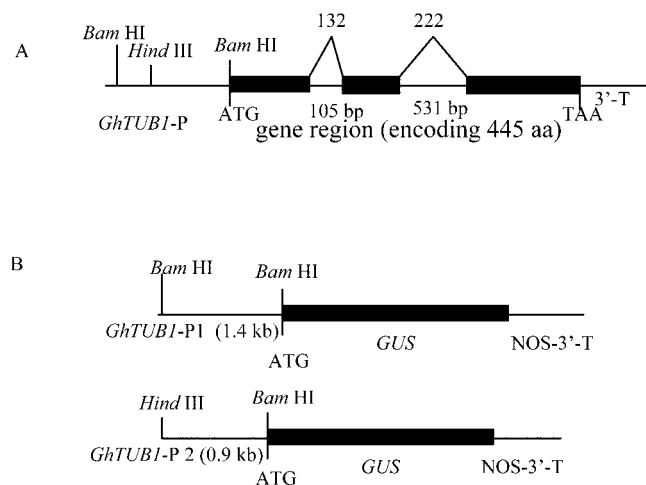 A
132
222
Bam HI
Hind III
Bam HI
GhTUB1-P
ATG
105 bp
531 bp
TAA
3’-T
gene region (encoding 445 aa)
B
Bam HI
Bam HI
GhTUB1-P1 (1.4 kb)
ATG
GUS
NOS-3’-T
Hind III
Bam HI
GhTUB1-P 2 (0.9 kb)
ATG
GUS
NOS-3’-T